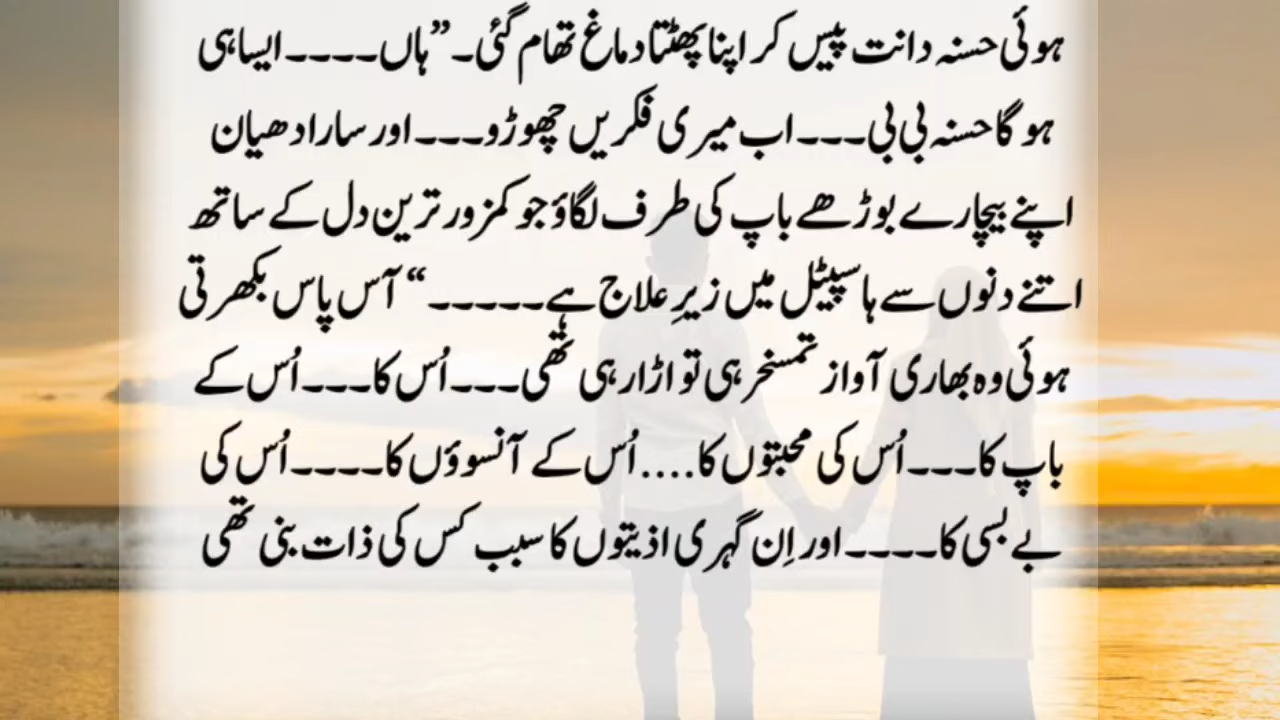 ہوئی حسنہ دانت پیس کر اپنا پھٹتا دماغ تھام گئی۔ ”ہاں۔۔۔۔ ایسا ہی
ہو گا حسنہ بی بی۔۔۔ اب میری فکریں چھوڑو۔۔۔ اور سارا دھیان
اپنے بیچارے بوڑھے باپ کی طرف لگاؤ جو کمزور ترین دل کے ساتھ
اتنے دنوں سے ہاسپٹل میں زیرِ علاج ہے۔۔۔۔۔“ آس پاس بکھرتی
ہوئی وہ بھاری آواز تمسخر ہی تو اڑا رہی تھی۔۔۔ اُس کا۔۔۔ اُس کے
باپ کا۔۔۔ اُس کی محبتوں کا.... اُس کے آنسوؤں کا۔۔۔۔ اُس کی
بے بسی کا۔۔۔۔ اور اِن گہری اذیتوں کا سبب کس کی ذات بنی تھی